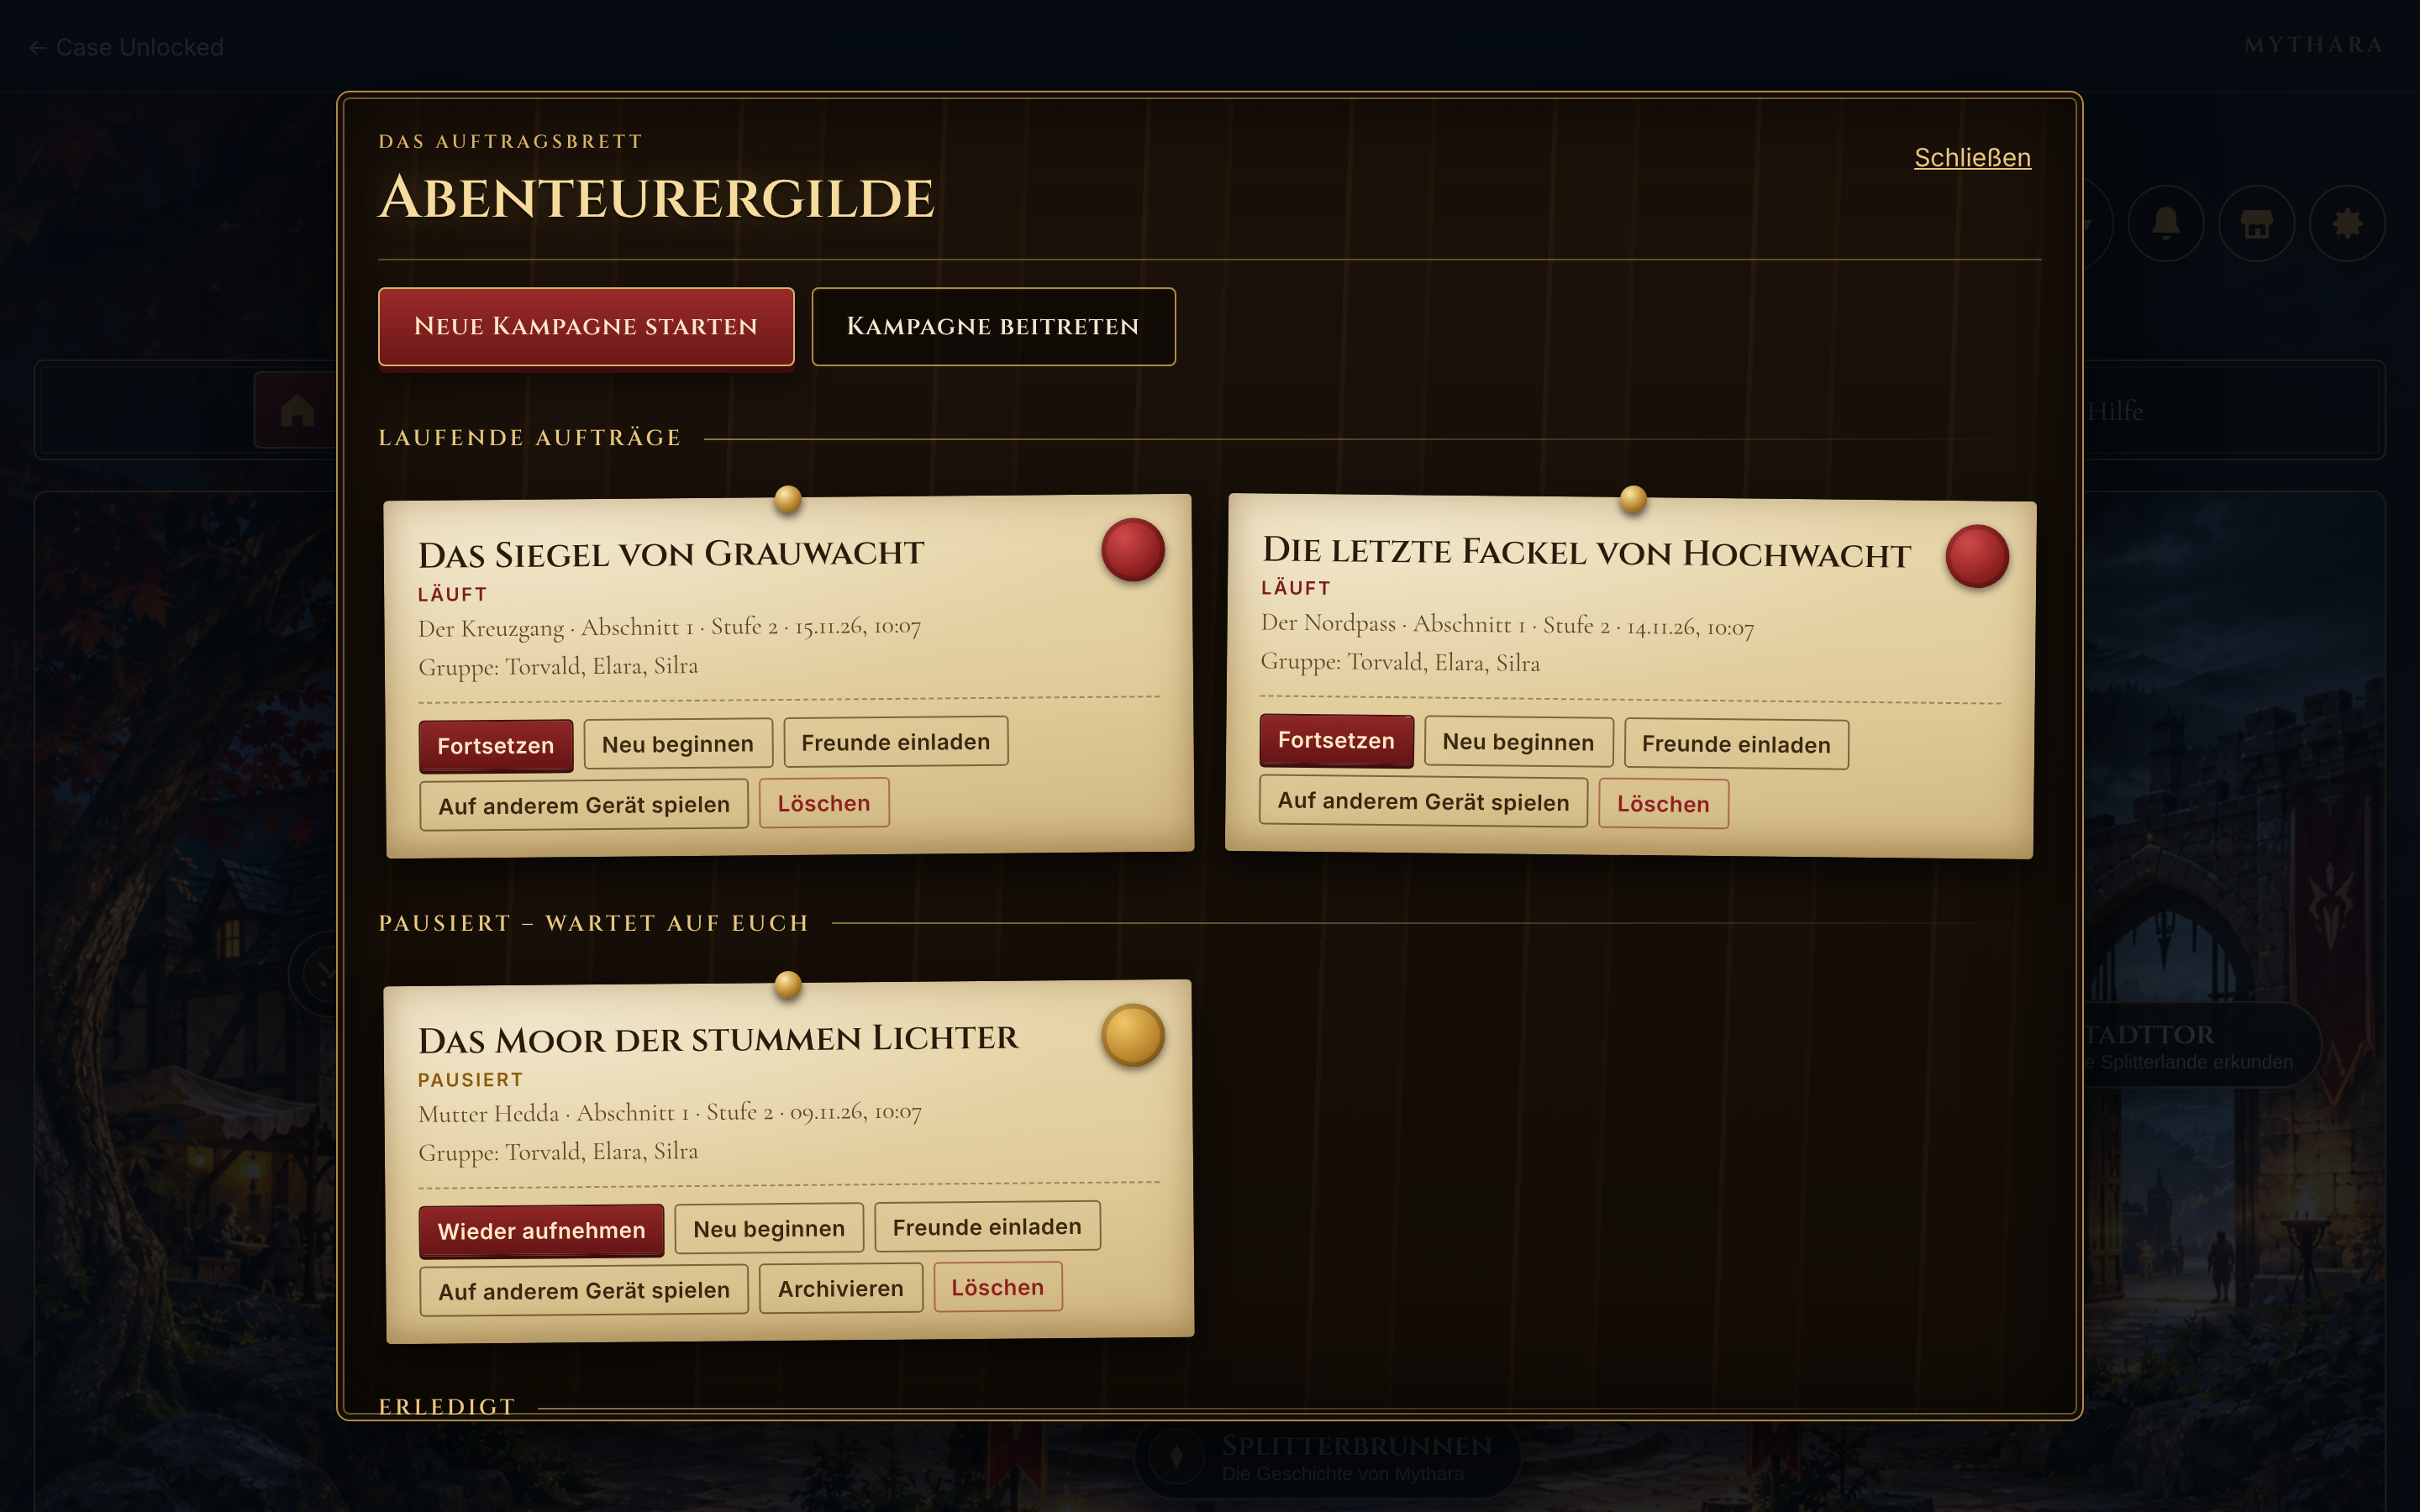 ← Case Unlocked
MYTHARA
DAS AUFTRAGSBRETT
Abenteurergilde
Schließen
Neue Kampagne starten
Kampagne beitreten
Hilfe
LAUFENDE AUFTRÄGE
Das Siegel von Grauwacht
LÄUFT
Der Kreuzgang · Abschnitt 1 · Stufe 2 · 15.11.26, 10:07
Gruppe: Torvald, Elara, Silra
Fortsetzen
Neu beginnen
Freunde einladen
Auf anderem Gerät spielen
Löschen
Die letzte Fackel von Hochwacht
LÄUFT
Der Nordpass · Abschnitt 1 · Stufe 2 · 14.11.26, 10:07
Gruppe: Torvald, Elara, Silra
Fortsetzen
Neu beginnen
Freunde einladen
Auf anderem Gerät spielen
Löschen
PAUSIERT – WARTET AUF EUCH
Das Moor der stummen Lichter
PAUSIERT
Mutter Hedda · Abschnitt 1 · Stufe 2 · 09.11.26, 10:07
Gruppe: Torvald, Elara, Silra
Wieder aufnehmen
Neu beginnen
Freunde einladen
Auf anderem Gerät spielen
Archivieren
Löschen
TADTTOR
e Splitterlande erkunden
ERLEDIGT
Splitterbrunnen
Die Geschichte von Mythara